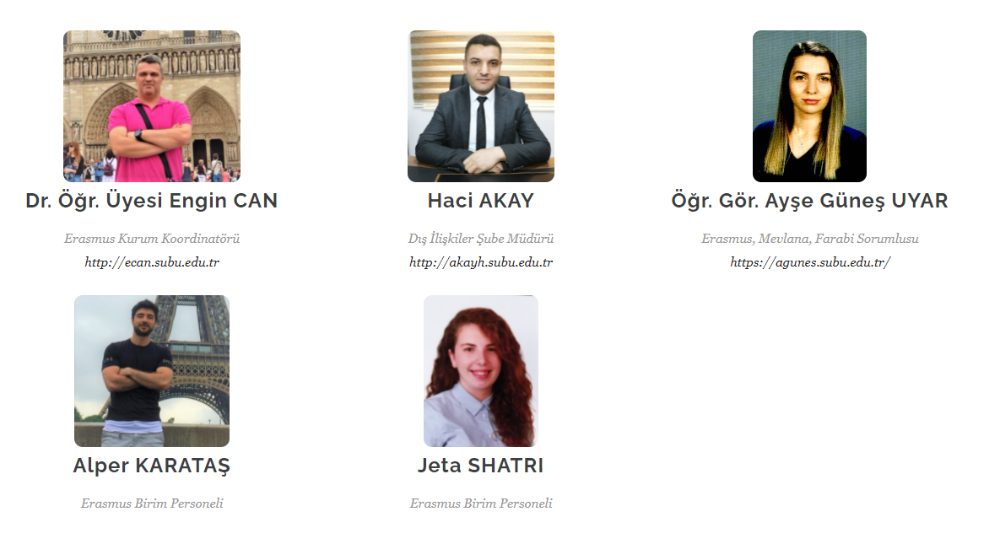 Dr. Öğr. Üyesi Engin CAN
Erasmus Kurum Koordinatörü
http://ecan.subu.edu.tr
Haci AKAY
Dış İlişkiler Şube Müdürü
http://akayh.subu.edu.tr
Öğr. Gör. Ayşe Güneş UYAR
Erasmus, Mevlana, Farabi Sorumlusu
https://agunes.subu.edu.tr/
Alper KARATAŞ
Erasmus Birim Personeli
Jeta SHATRI
Erasmus Birim Personeli